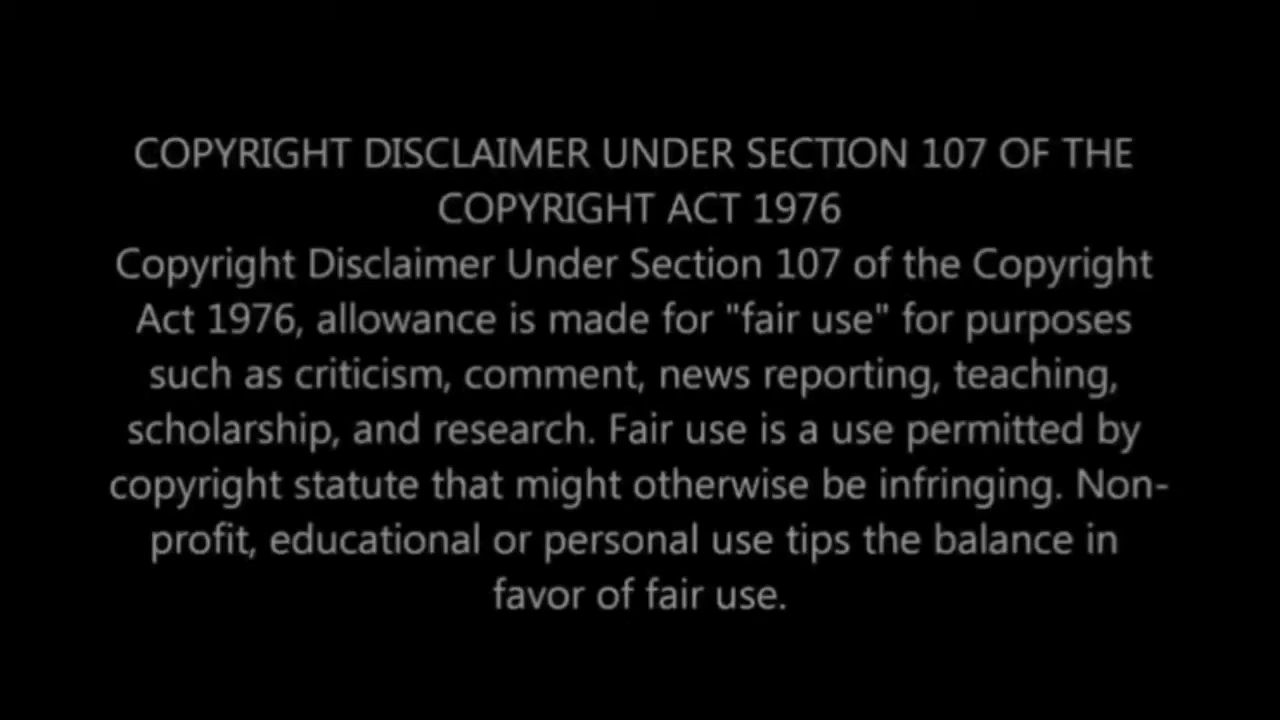 COPYRIGHT DISCLAIMER UNDER SECTION 107 OF THE
COPYRIGHT ACT 1976
Copyright Disclaimer Under Section 107 of the Copyright
Act 1976, allowance is made for "fair use" for purposes
such as criticism, comment, news reporting, teaching,
scholarship, and research. Fair use is a use permitted by
copyright statute that might otherwise be infringing. Non-
profit, educational or personal use tips the balance in
favor of fair use.